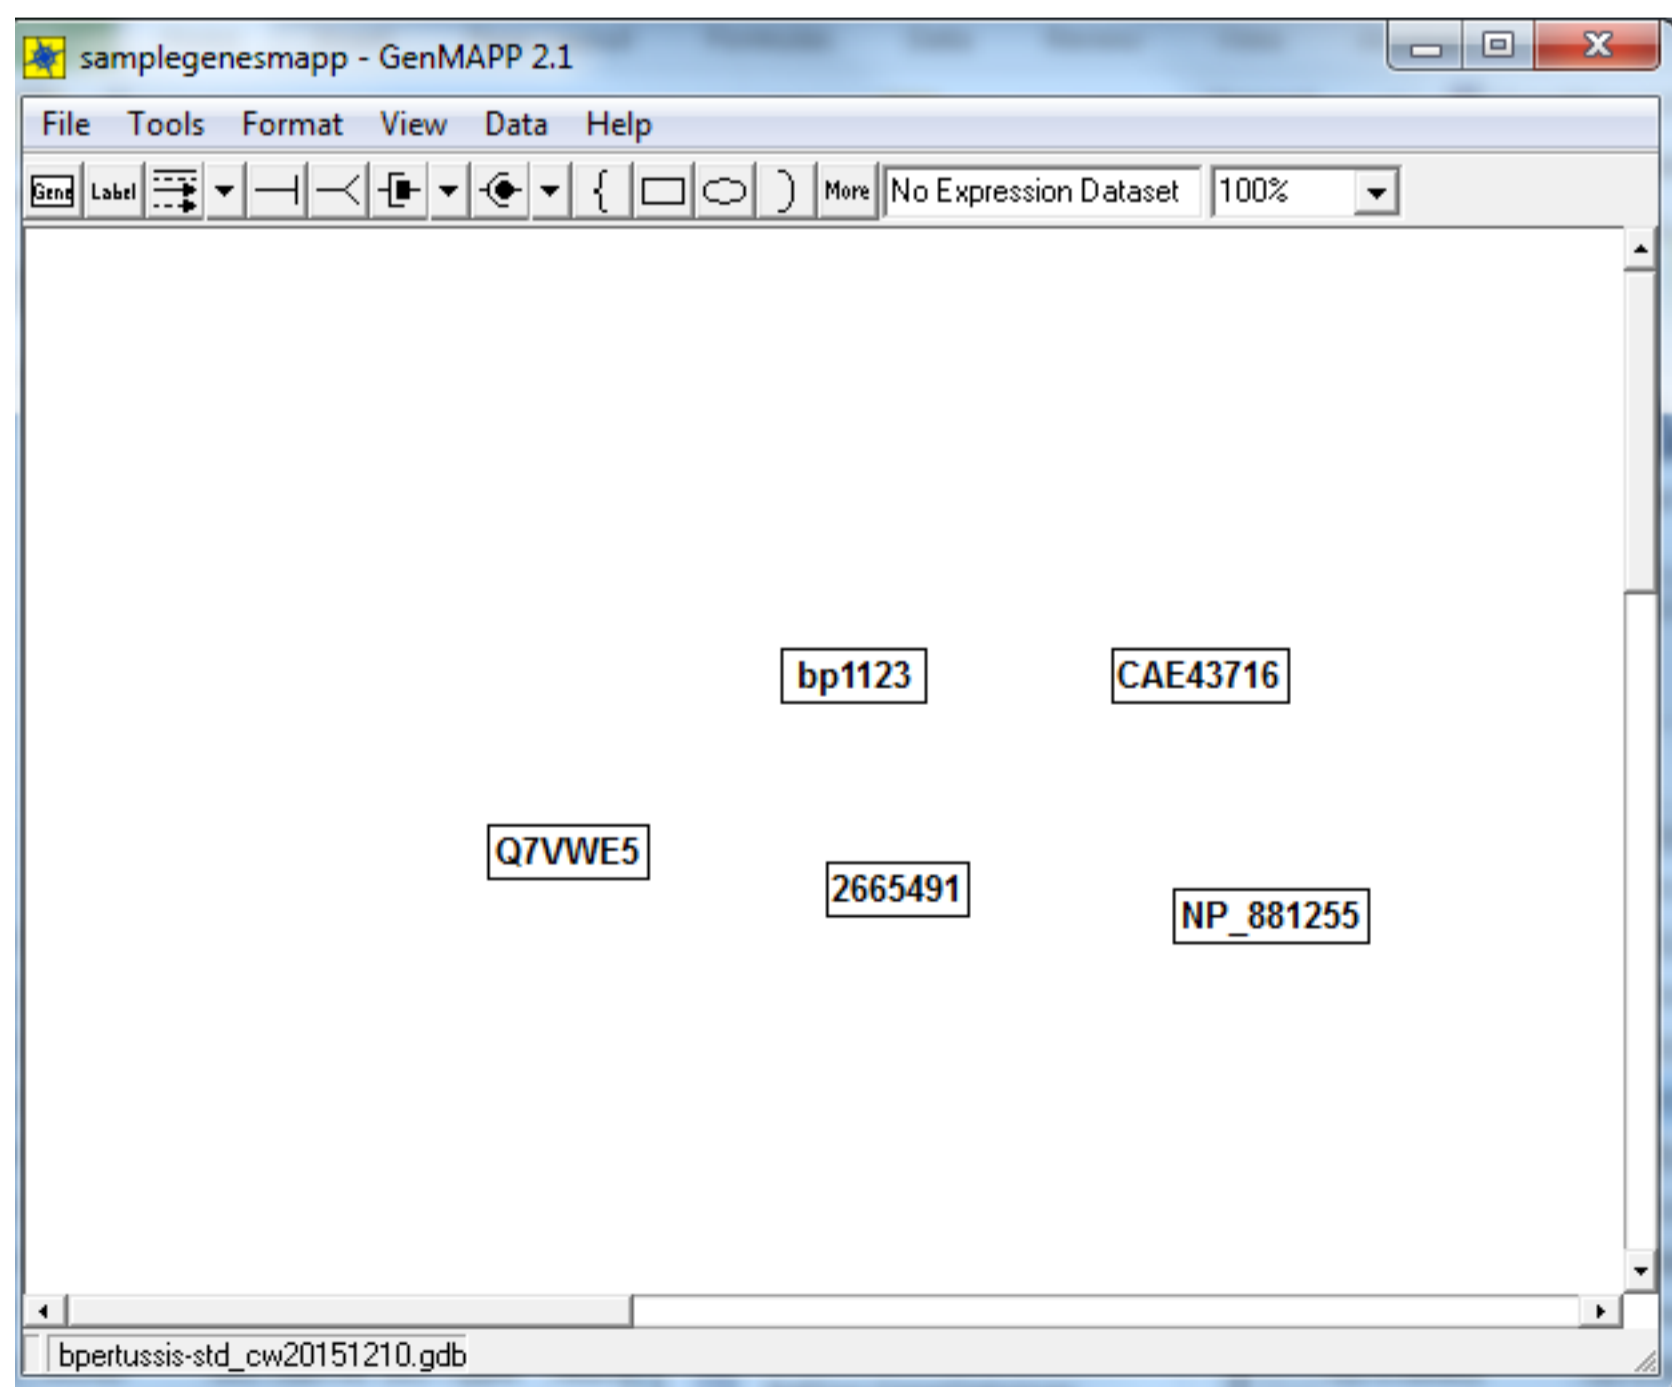 samplegenesmapp - GenMAPP 2.1
File Tools Format View Data Help
Gene Label More No Expression Dataset 100%
bp1123 CAE43716
Q7VWE5
2665491
NP_881255
bpertussis-std_cw20151210.gdb